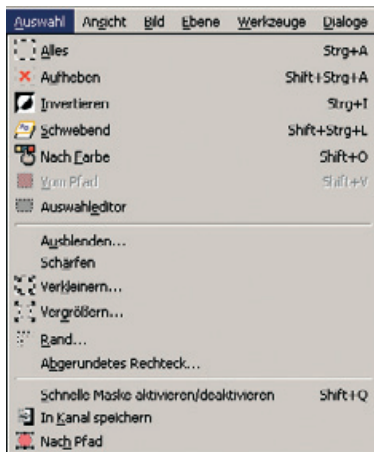 Auswahl Ansicht Bild Ebene Werkzeuge Dialoge
Alles Strg+A
Aufheben Shift+Strg+A
Invertieren Strg+I
Schwebend Shift+Strg+L
Nach Farbe Shift+O
Vom Pfad Shift+V
Auswahleditor
Ausblenden...
Schärfen
Verkleinern...
Vergrößern...
Rand...
Abgerundetes Rechteck...
Schnelle Maske aktivieren/deaktivieren Shift+Q
In Kanal speichern
Nach Pfad